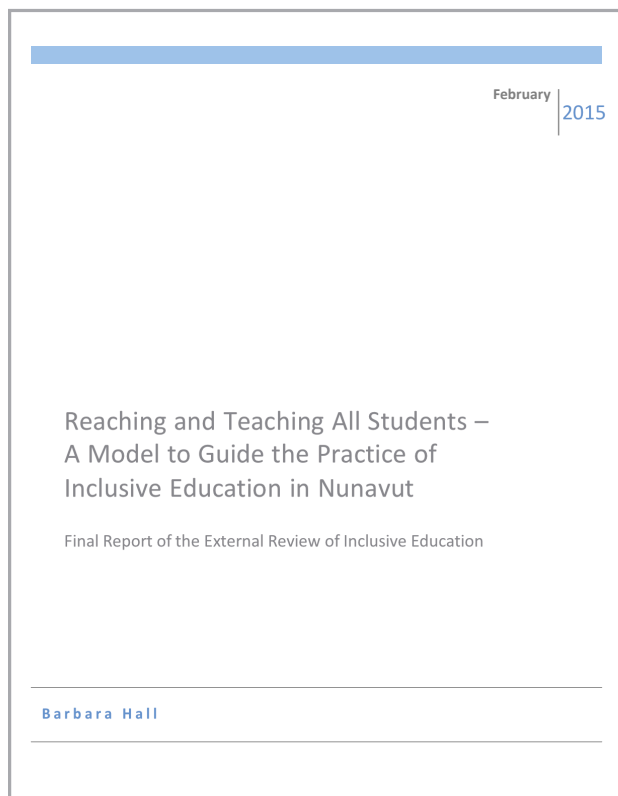 February
2015
Reaching and Teaching All Students –
A Model to Guide the Practice of
Inclusive Education in Nunavut
Final Report of the External Review of Inclusive Education
Barbara Hall